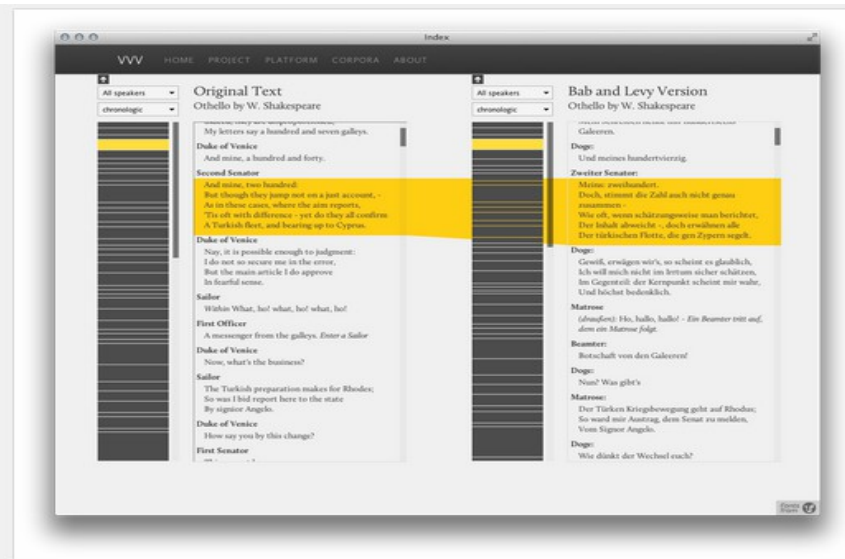 Index
VVV HOME PROJECT PLATFORM CORPORA ABOUT
All speakers
chronologic
Original Text
Othello by W. Shakespeare
My letters say a hundred and seven galleys.
Duke of Venice
And mine, a hundred and forty.
Second Senator
And mine, two hundred:
But though they jump not on a just account, -
As in these cases, where the aim reports,
'Tis oft with difference - yet do they all confirm
A Turkish fleet, and bearing up to Cyprus.
Duke of Venice
Nay, it is possible enough to judgment:
I do not so secure me in the error,
But the main article I do approve
In fearful sense.
Sailor
Within What, ho! what, ho! what, ho!
First Officer
A messenger from the galleys. Enter a Sailor
Duke of Venice
Now, what's the business?
Sailor
The Turkish preparation makes for Rhodes;
So was I bid report here to the state
By signior Angelo.
Duke of Venice
How say you by this change?
First Senator
All speakers
chronologic
Bab and Levy Version
Othello by W. Shakespeare
Galeeren.
Doge:
Und meines hundertvierzig.
Zweiter Senator:
Meins: zweihundert.
Doch, stimmt die Zahl auch nicht genau
zusammen -
Wie oft, wenn schätzungsweise man berichtet,
Der Inhalt abweicht -, doch erwähnen alle
Der türkischen Flotte, die gen Zypern segelt.
Doge:
Gewiß, erwägen wir's, so scheint es glaublich,
Ich will mich nicht im Irrtum sicher schätzen,
Im Gegenteil: der Kernpunkt scheint mir wahr,
Und höchst bedenklich.
Matrose
(draußen): Ho, hallo, hallo! - Ein Beamter tritt auf,
dem ein Matrose folgt.
Beamter:
Botschaft von den Galeeren!
Doge:
Nun? Was gibt's
Matrose:
Der Türken Kriegsbewegung geht auf Rhodus;
So ward mir Auftrag, dem Senat zu melden,
Vom Signor Angelo.
Doge:
Wie dünkt der Wechsel euch?